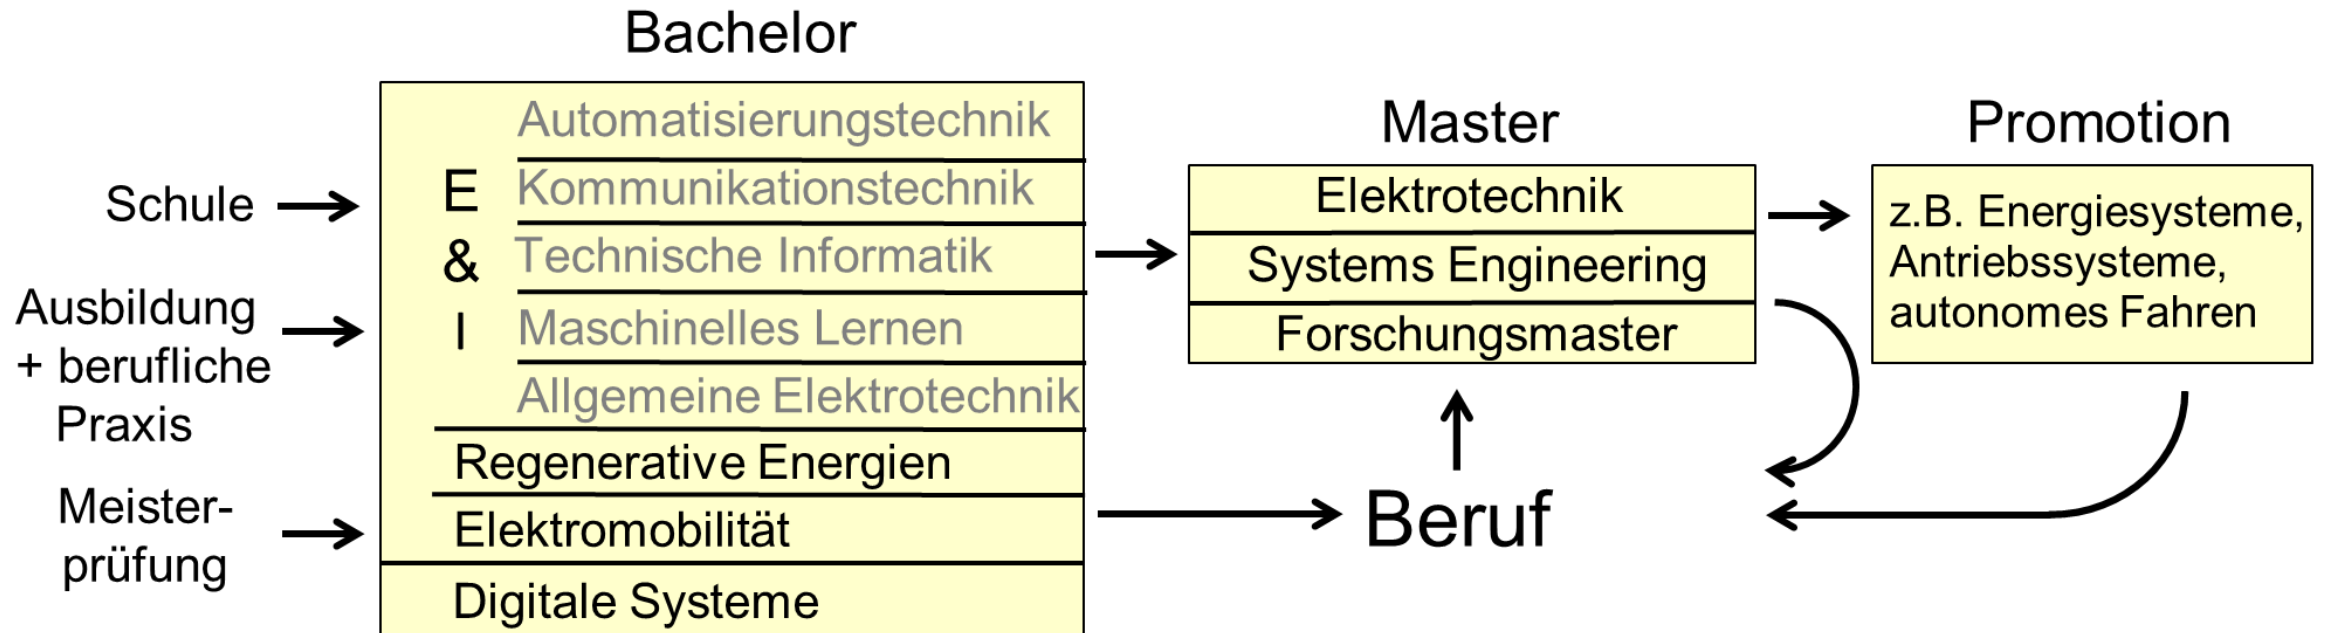 Bachelor
Schule
Ausbildung
+ berufliche
Praxis
Meister-
prüfung
E
&
I
Automatisierungstechnik
Kommunikationstechnik
Technische Informatik
Maschinelles Lernen
Allgemeine Elektrotechnik
Regenerative Energien
Elektromobilität
Digitale Systeme
Master
Elektrotechnik
Systems Engineering
Forschungsmaster
Beruf
Promotion
z.B. Energiesysteme,
Antriebssysteme,
autonomes Fahren